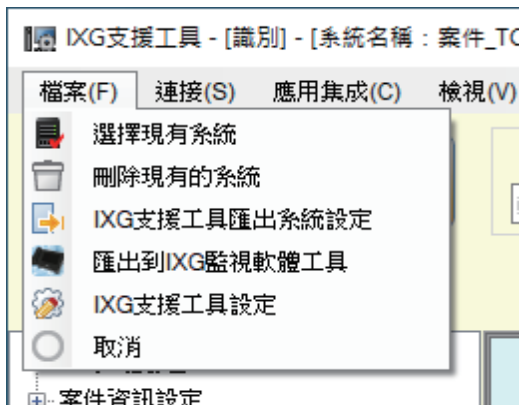 IXG支援工具 - [識別] - [系統名稱：案件_TC
檔案(F) 連接(S) 應用集成(C) 檢視(V)
選擇現有系統
刪除現有的系統
IXG支援工具匯出系統設定
匯出到IXG監視軟體工具
IXG支援工具設定
取消
案件資訊設定